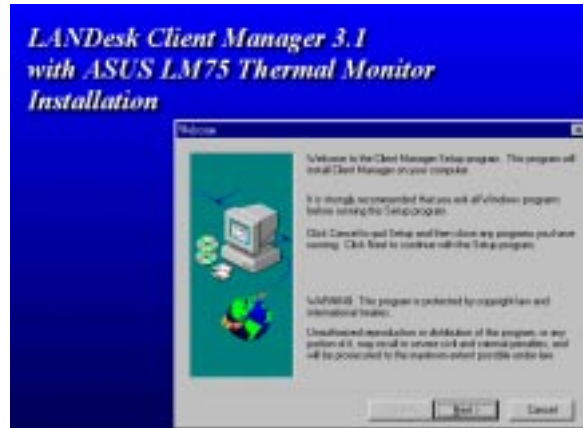 LANDesk Client Manager 3.1
with ASUS LM75 Thermal Monitor
Installation
Welcome
Welcome to the Client Manager Setup program. This program will
install Client Manager on your computer.
It is strongly recommended that you exit all Windows programs
before running this Setup program.
Click Cancel to quit Setup and then close any programs you have
running. Click Next to continue with the Setup program.
WARNING: This program is protected by copyright law and
international treaties.
Unauthorized reproduction or distribution of this program, or any
portion of it, may result in severe civil and criminal penalties, and
will be prosecuted to the maximum extent possible under law.
Next >
Cancel